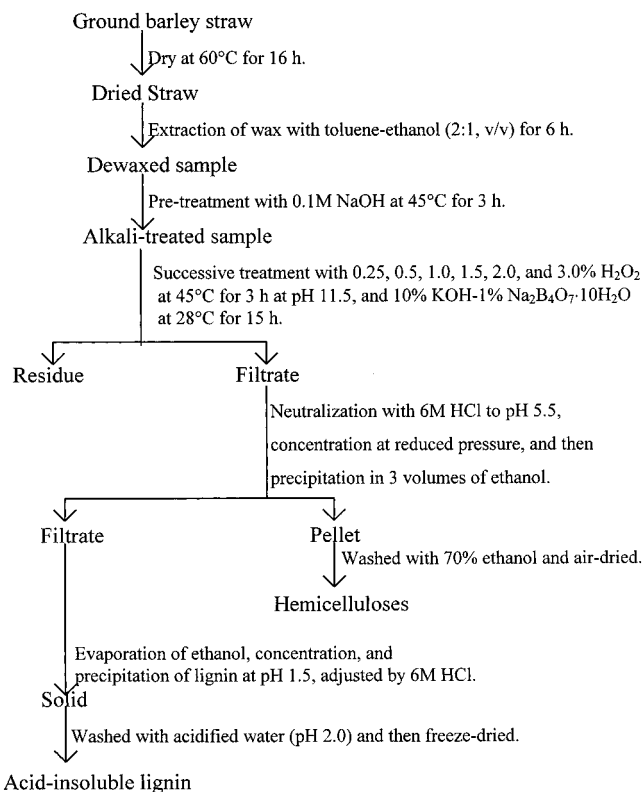 Ground barley straw
Dry at 60°C for 16 h.
Dried Straw
Extraction of wax with toluene-ethanol (2:1, v/v) for 6 h.
Dewaxed sample
Pre-treatment with 0.1M NaOH at 45°C for 3 h.
Alkali-treated sample
Successive treatment with 0.25, 0.5, 1.0, 1.5, 2.0, and 3.0% H₂O₂
at 45°C for 3 h at pH 11.5, and 10% KOH-1% Na₂B₄O₇·10H₂O
at 28°C for 15 h.
Residue
Filtrate
Neutralization with 6M HCl to pH 5.5,
concentration at reduced pressure, and then
precipitation in 3 volumes of ethanol.
Filtrate
Pellet
Washed with 70% ethanol and air-dried.
Hemicelluloses
Evaporation of ethanol, concentration, and
precipitation of lignin at pH 1.5, adjusted by 6M HCl.
Solid
Washed with acidified water (pH 2.0) and then freeze-dried.
Acid-insoluble lignin